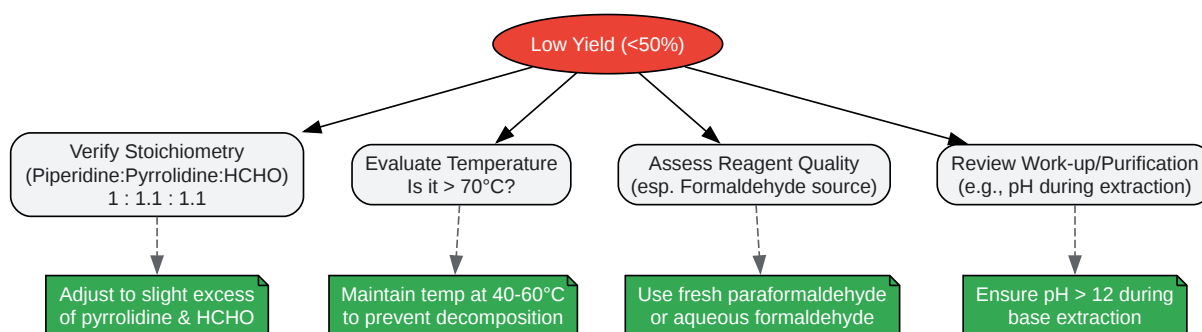 Low Yield (<50%)
Verify Stoichiometry
(Piperidine:Pyrrolidine:HCHO)
1 : 1.1 : 1.1
Evaluate Temperature
Is it > 70°C?
Assess Reagent Quality
(esp. Formaldehyde source)
Review Work-up/Purification
(e.g., pH during extraction)
Adjust to slight excess
of pyrrolidine & HCHO
Maintain temp at 40-60°C
to prevent decomposition
Use fresh paraformaldehyde
or aqueous formaldehyde
Ensure pH > 12 during
base extraction